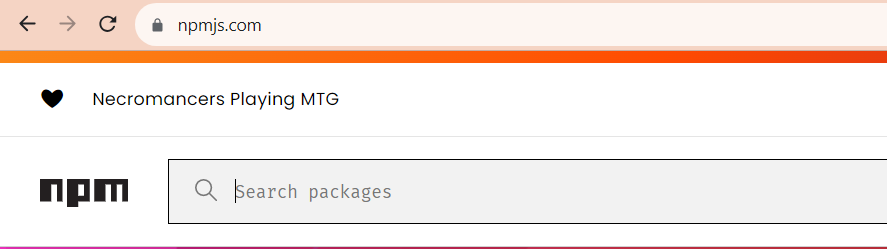 npmjs.com
Necromancers Playing MTG
npm
Search packages